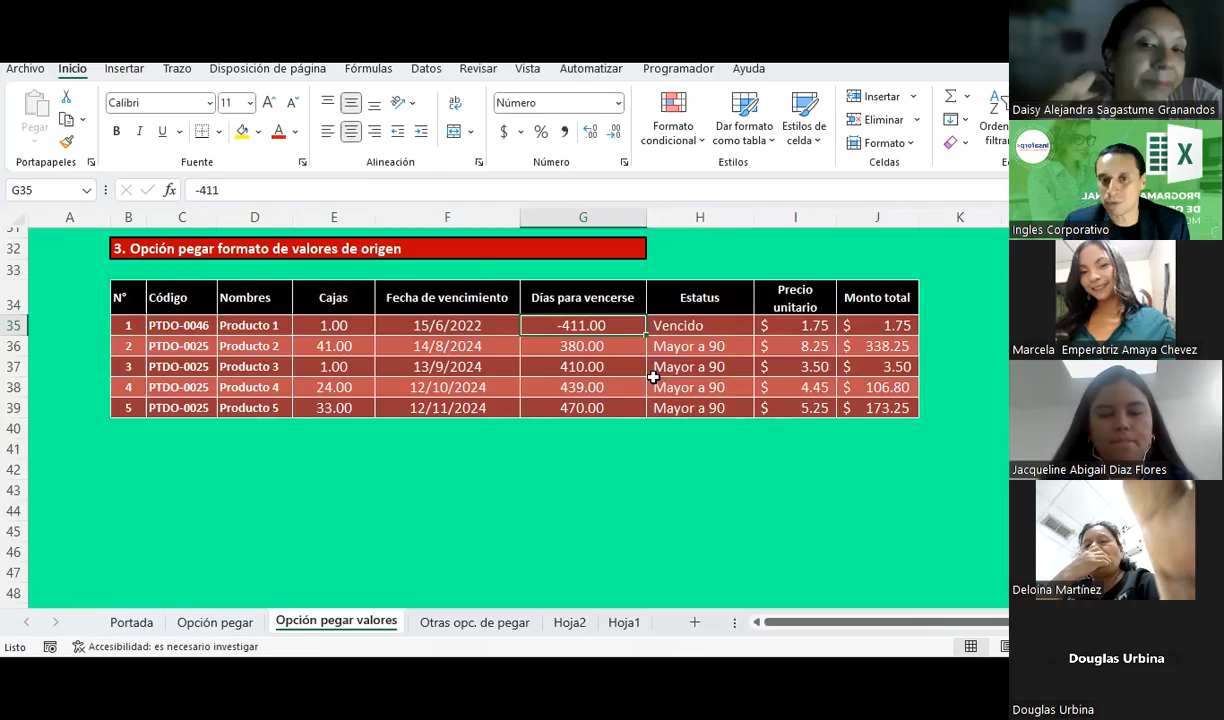 Archivo Inicio Insertar Trazo Disposición de página Fórmulas Datos Revisar Vista Automatizar Programador Ayuda
Pegar
Portapapeles
Calibri 11
N K S
Fuente
Alineación
Número
$ % 
Número
Formato condicional
Dar formato como tabla
Estilos de celda
Estilos
Insertar
Eliminar
Formato
Celdas
G35 fx -411
A B C D E F G H I J K
32 3. Opción pegar formato de valores de origen
33
34 N° Código Nombres Cajas Fecha de vencimiento Días para vencerse Estatus Precio unitario Monto total
35 1 PTDO-0046 Producto 1 1.00 15/6/2022 -411.00 Vencido $ 1.75 $ 1.75
36 2 PTDO-0025 Producto 2 41.00 14/8/2024 380.00 Mayor a 90 $ 8.25 $ 338.25
37 3 PTDO-0025 Producto 3 1.00 13/9/2024 410.00 Mayor a 90 $ 3.50 $ 3.50
38 4 PTDO-0025 Producto 4 24.00 12/10/2024 439.00 Mayor a 90 $ 4.45 $ 106.80
39 5 PTDO-0025 Producto 5 33.00 12/11/2024 470.00 Mayor a 90 $ 5.25 $ 173.25
40
41
42
43
44
45
46
47
48
Portada Opción pegar Opción pegar valores Otras opc. de pegar Hoja2 Hoja1
Listo Accesibilidad: es necesario investigar
Daisy Alejandra Sagastume Granandos
Ingles Corporativo
Marcela Emperatriz Amaya Chevez
Jacqueline Abigail Diaz Flores
Deloina Martínez
Douglas Urbina
Douglas Urbina